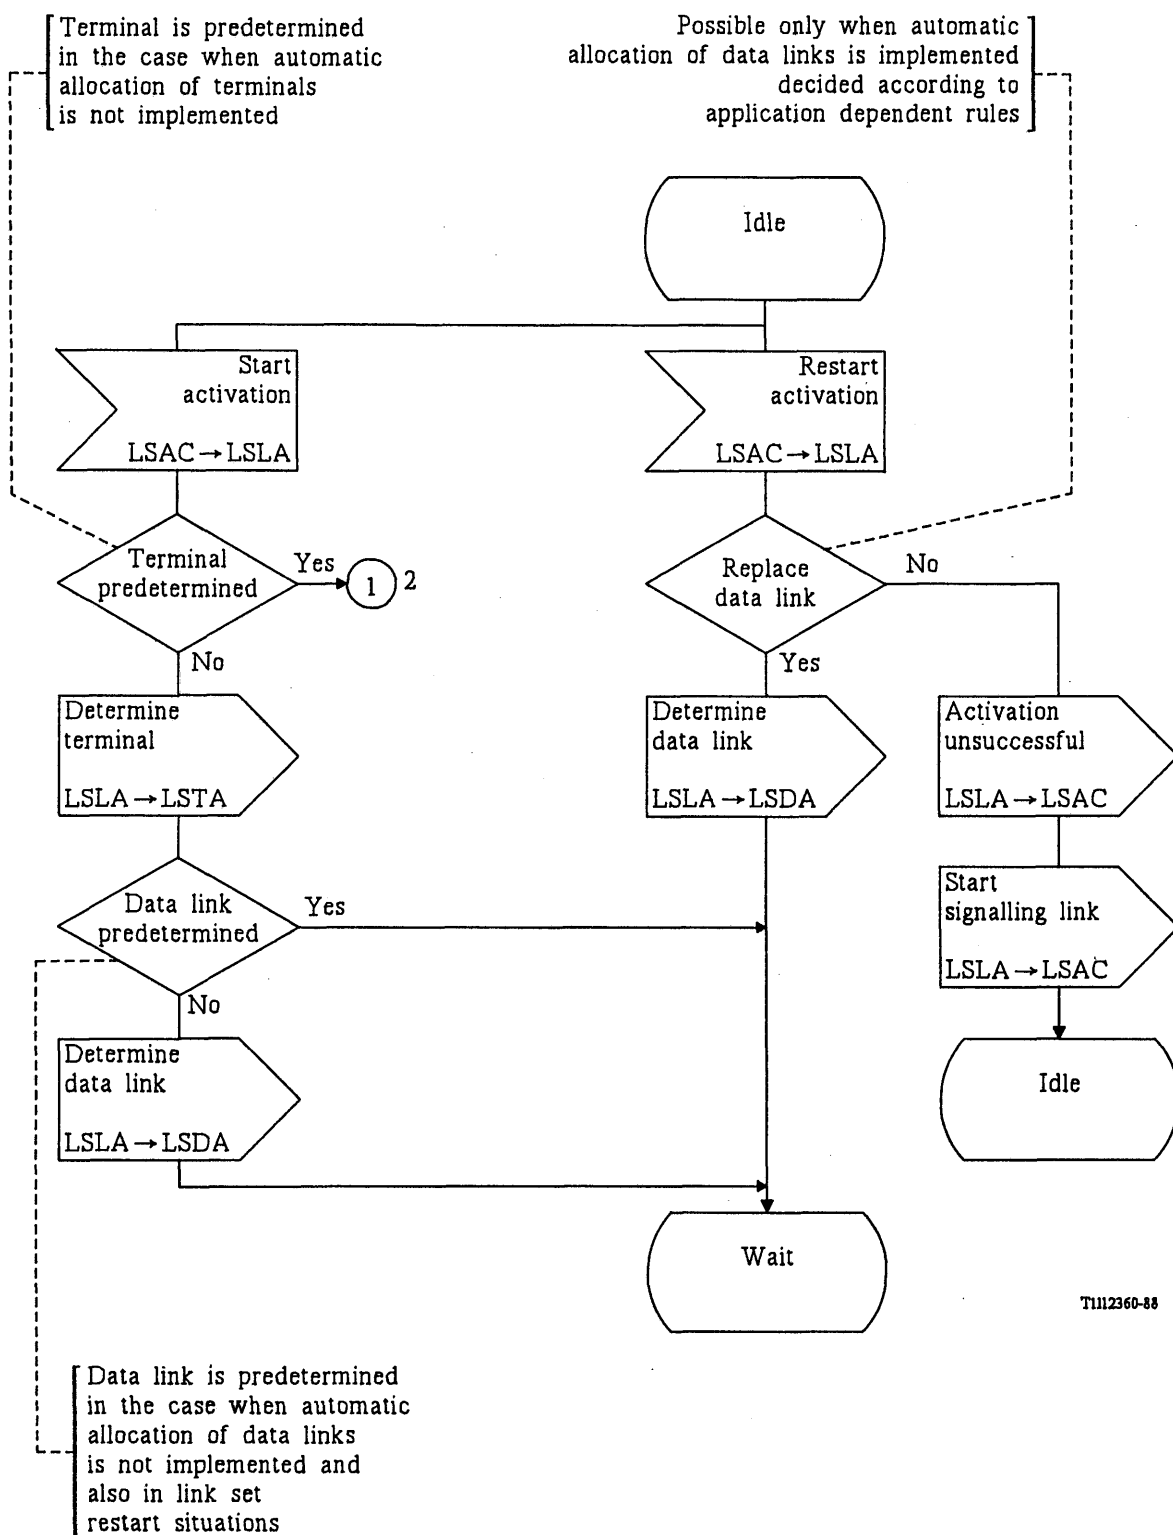 Terminal is predetermined
in the case when automatic
allocation of terminals
is not implemented
Possible only when automatic
allocation of data links is implemented
decided according to
application dependent rules
Idle
Start
activation
LSAC→LSLA
Restart
activation
LSAC→LSLA
Terminal
predetermined
Yes
1
2
No
Replace
data link
No
Yes
Determine
terminal
LSLA→LSTA
Determine
data link
LSLA→LSDA
Activation
unsuccessful
LSLA→LSAC
Data link
predetermined
Yes
No
Start
signalling link
LSLA→LSAC
Determine
data link
LSLA→LSDA
Idle
Wait
T1112360-88
Data link is predetermined
in the case when automatic
allocation of data links
is not implemented and
also in link set
restart situations